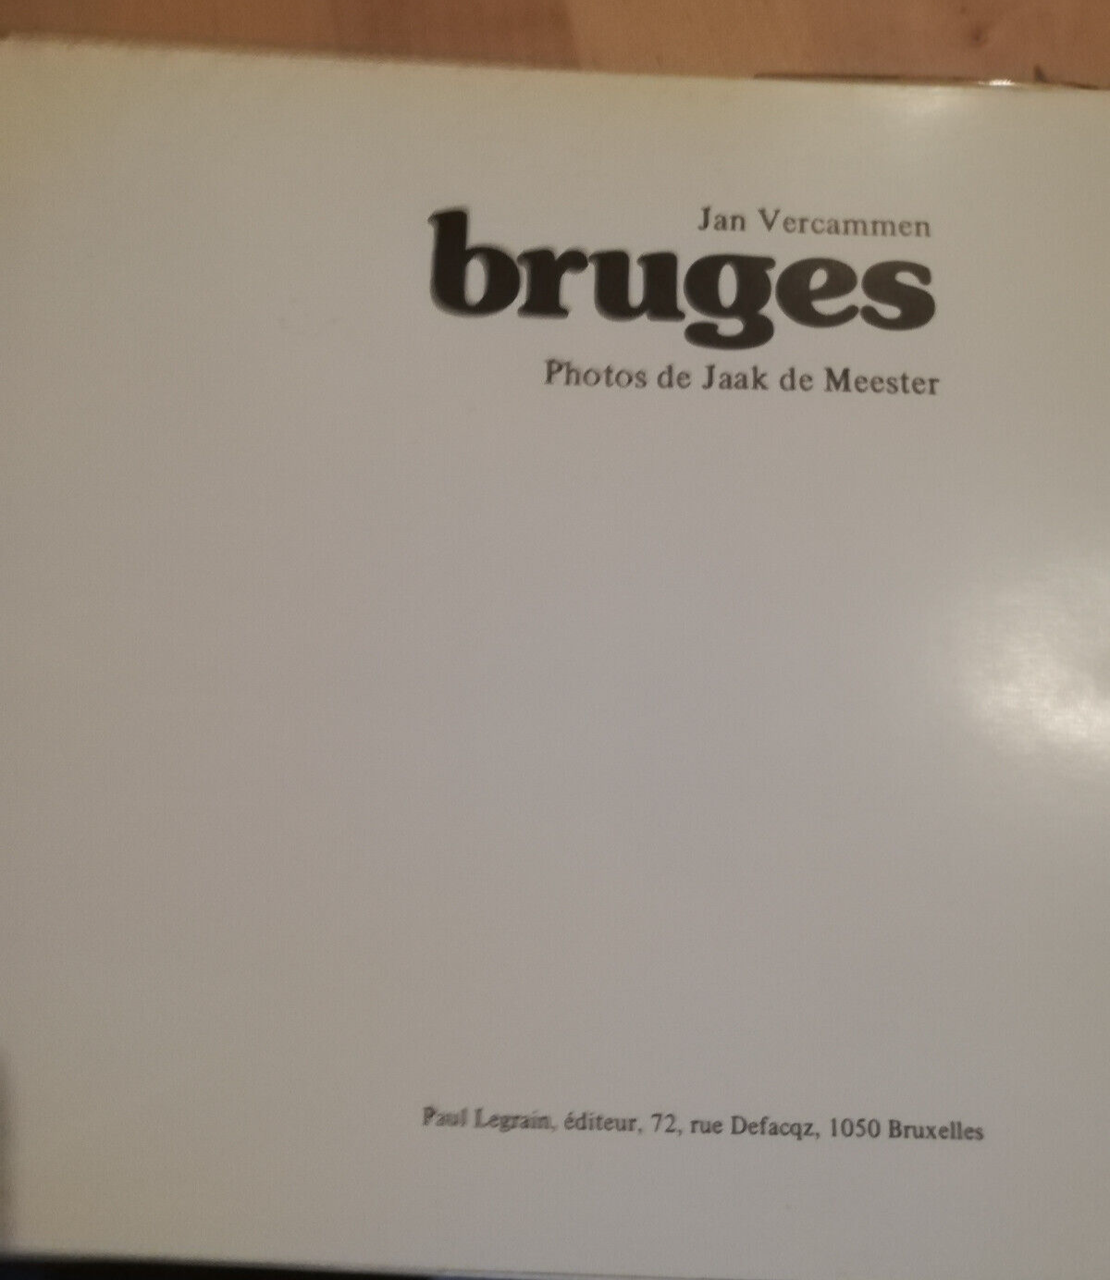 Jan Vercammen
bruges
Photos de Jaak de Meester
Paul Legrain, éditeur, 72, rue Defacqz, 1050 Bruxelles